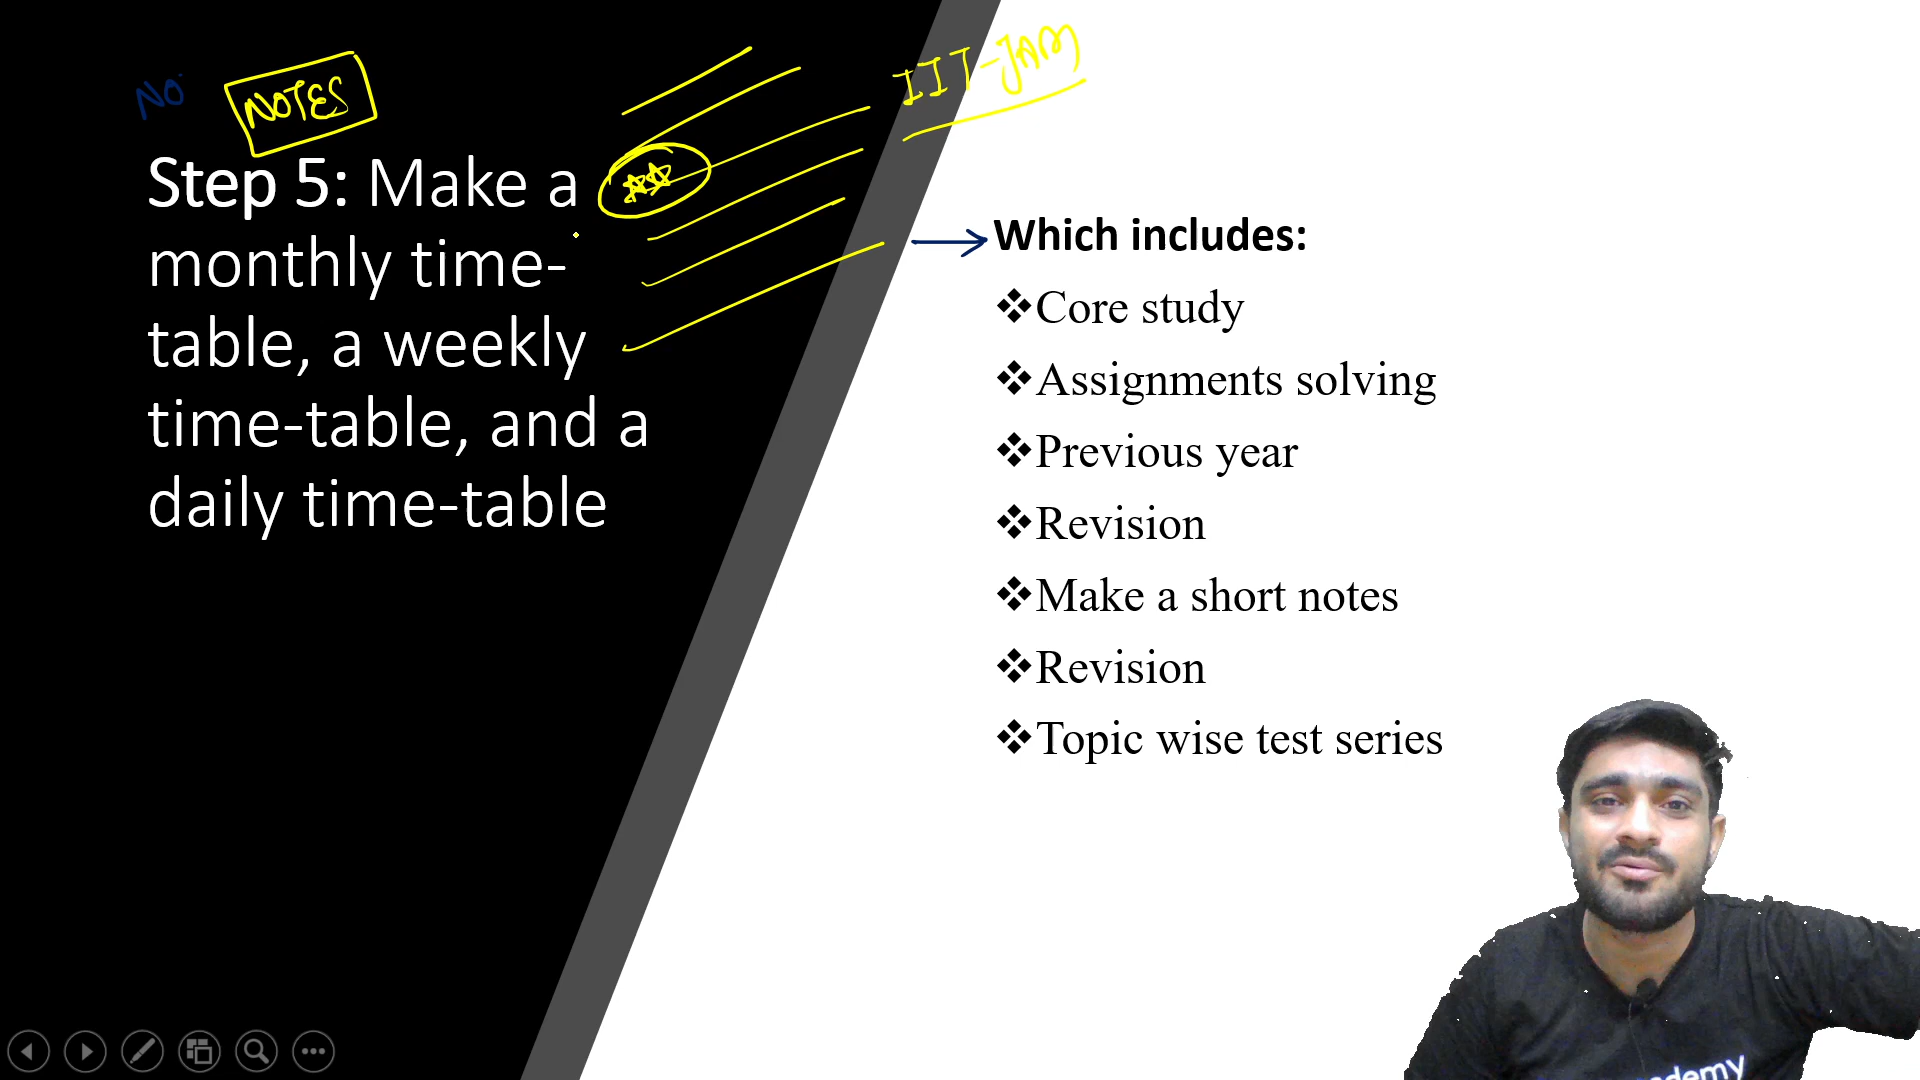 NO
NOTES
IIT-JAM
Step 5: Make a
monthly time-
table, a weekly
time-table, and a
daily time-table
Which includes:
❖Core study
❖Assignments solving
❖Previous year
❖Revision
❖Make a short notes
❖Revision
❖Topic wise test series